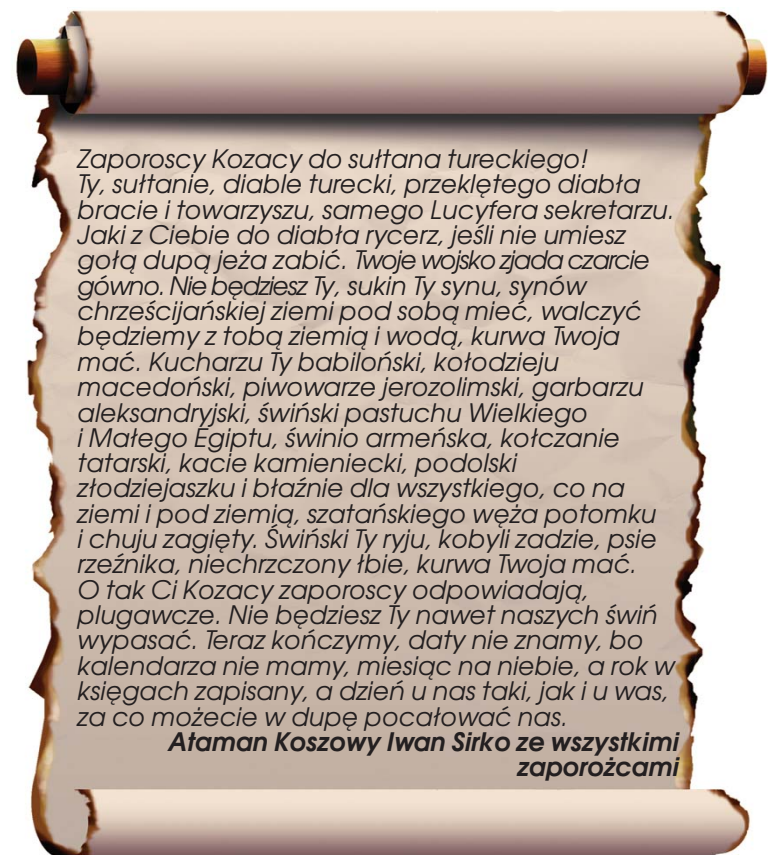 Zaporoscy Kozacy do sułtana tureckiego!
Ty, sułtanie, diable turecki, przeklętego diabła
bracie i towarzyszu, samego Lucyfera sekretarzu.
Jaki z Ciebie do diabła rycerz, jeśli nie umiesz
gołą dupą jeża zabić. Twoje wojsko zjada czarcie
gówno. Nie będziesz Ty, sukin Ty synu, synów
chrześcijańskiej ziemi pod sobą mieć, walczyć
będziemy z tobą ziemią i wodą, kurwa Twoja
mać. Kucharzu Ty babiloński, kołodzieju
macedoński, piwowarze jerozolimski, garbarzu
aleksandryjski, świński pastuchu Wielkiego
i Małego Egiptu, świnio armeńska, kołczanie
tatarski, kacie kamieniecki, podolski
złodziejaszku i błaźnie dla wszystkiego, co na
ziemi i pod ziemią, szatańskiego węża potomku
i chuju zagięty. Świński Ty ryju, kobyli zadzie, psie
rzeźnika, niechrzczony łbie, kurwa Twoja mać.
O tak Ci Kozacy zaporoscy odpowiadają,
plugawcze. Nie będziesz Ty nawet naszych świń
wypasać. Teraz kończymy, daty nie znamy, bo
kalendarza nie mamy, miesiąc na niebie, a rok w
księgach zapisany, a dzień u nas taki, jak i u was,
za co możecie w dupę pocałować nas.
Ataman Koszowy Iwan Sirko ze wszystkimi
zaporożcami